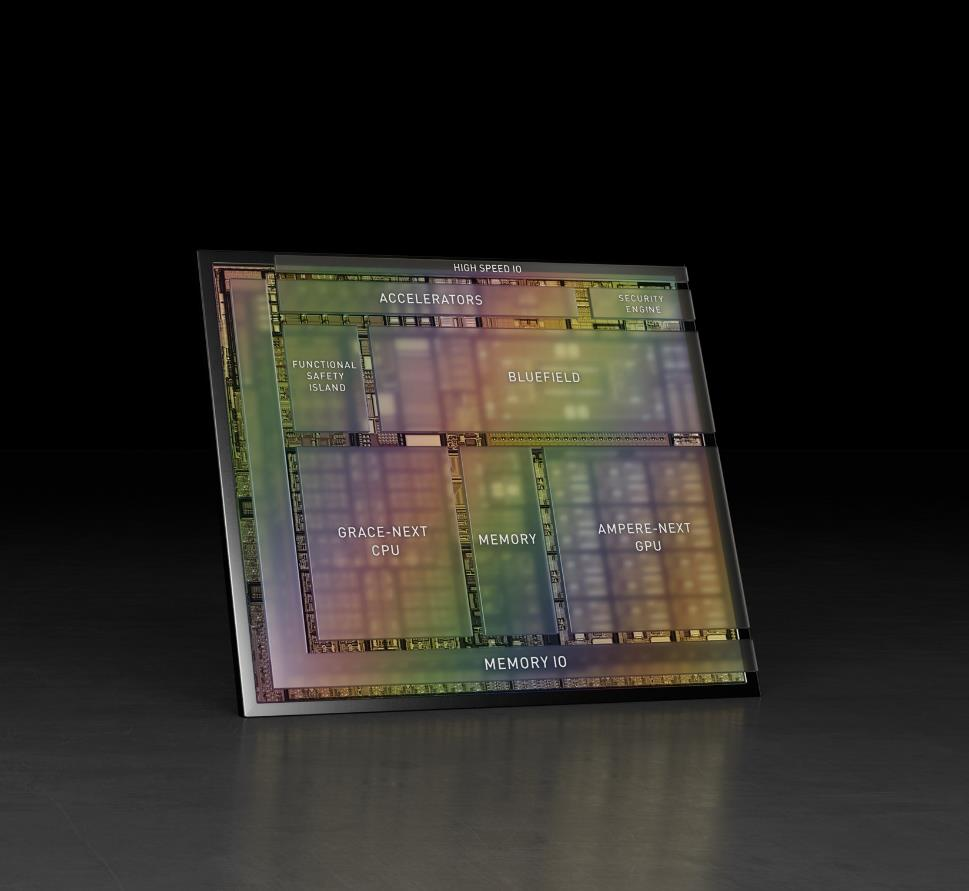 HIGH SPEED IO
ACCELERATORS
SECURITY
ENGINE
FUNCTIONAL
SAFETY
ISLAND
BLUEFIELD
GRACE-NEXT
CPU
MEMORY
AMPERE-NEXT
GPU
MEMORY IO